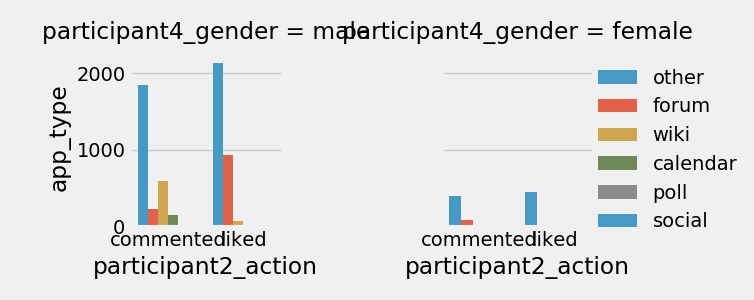 participant4_gender = male
participant4_gender = female
2000
1000
0
app_type
commented
liked
participant2_action
commented
liked
participant2_action
other
forum
wiki
calendar
poll
social